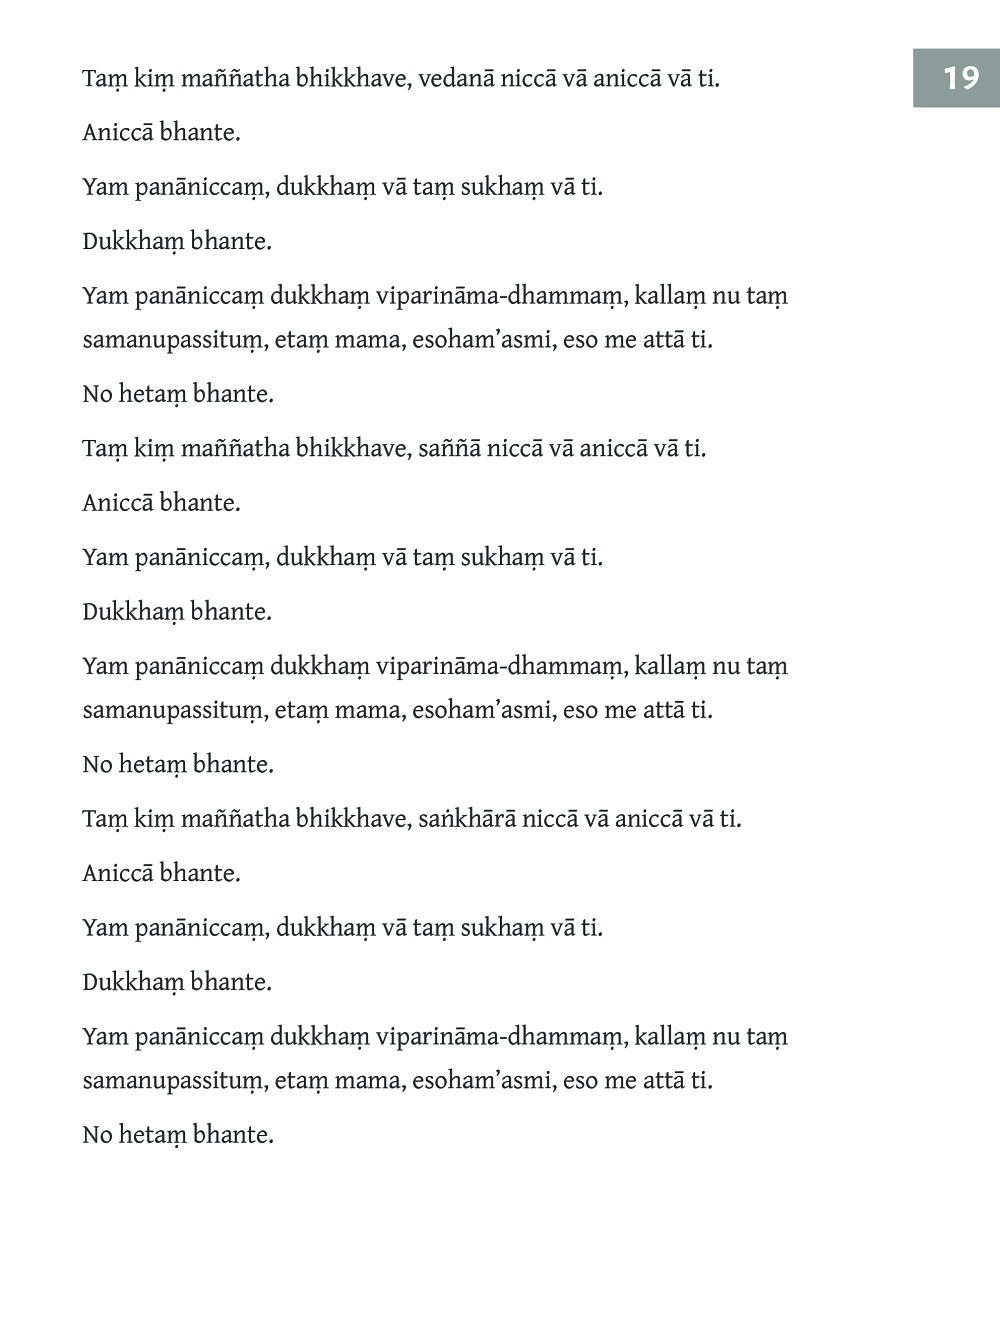 19
Taṃ kiṃ maññatha bhikkhave, vedanā niccā vā aniccā vā ti.
Aniccā bhante.
Yam panāniccaṃ, dukkhaṃ vā taṃ sukhaṃ vā ti.
Dukkhaṃ bhante.
Yam panāniccaṃ dukkhaṃ viparināma-dhammaṃ, kallaṃ nu taṃ
samanupassituṃ, etaṃ mama, esoham’asmi, eso me attā ti.
No hetaṃ bhante.
Taṃ kiṃ maññatha bhikkhave, saññā niccā vā aniccā vā ti.
Aniccā bhante.
Yam panāniccaṃ, dukkhaṃ vā taṃ sukhaṃ vā ti.
Dukkhaṃ bhante.
Yam panāniccaṃ dukkhaṃ viparināma-dhammaṃ, kallaṃ nu taṃ
samanupassituṃ, etaṃ mama, esoham’asmi, eso me attā ti.
No hetaṃ bhante.
Taṃ kiṃ maññatha bhikkhave, saṅkhārā niccā vā aniccā vā ti.
Aniccā bhante.
Yam panāniccaṃ, dukkhaṃ vā taṃ sukhaṃ vā ti.
Dukkhaṃ bhante.
Yam panāniccaṃ dukkhaṃ viparināma-dhammaṃ, kallaṃ nu taṃ
samanupassituṃ, etaṃ mama, esoham’asmi, eso me attā ti.
No hetaṃ bhante.